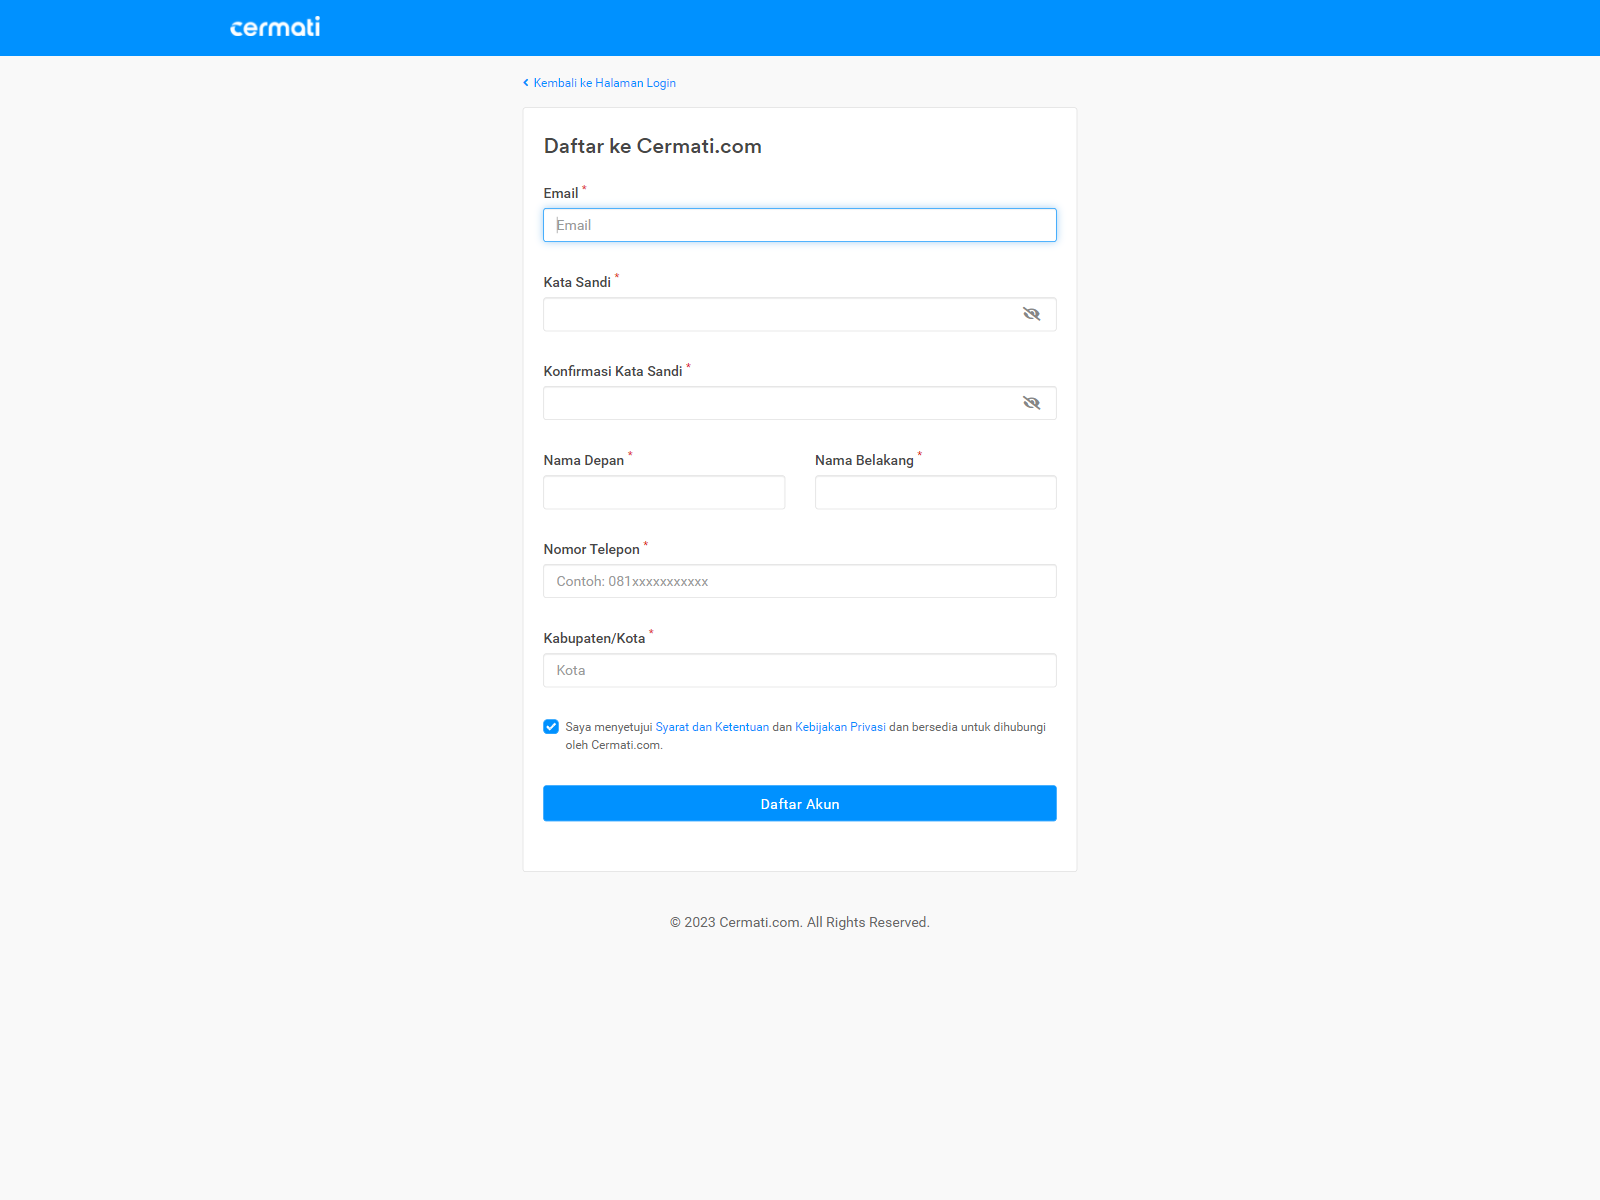 cermati
Kembali ke Halaman Login
Daftar ke Cermati.com
Email *
Email
Kata Sandi *
Konfirmasi Kata Sandi *
Nama Depan *
Nama Belakang *
Nomor Telepon *
Contoh: 081xxxxxxxxxxx
Kabupaten/Kota *
Kota
Saya menyetujui Syarat dan Ketentuan dan Kebijakan Privasi dan bersedia untuk dihubungi
oleh Cermati.com.
Daftar Akun
© 2023 Cermati.com. All Rights Reserved.